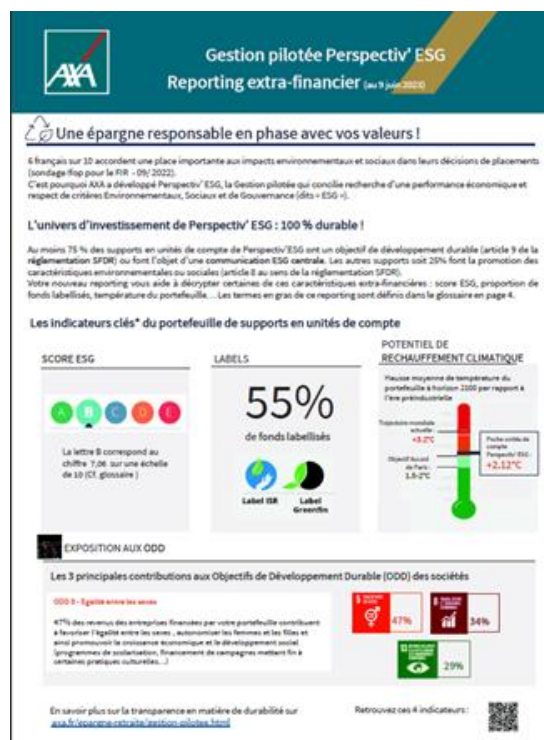 AXA
Gestion pilotée Perspectiv' ESG
Reporting extra-financier (au 9 juin 2023)
Une épargne responsable en phase avec vos valeurs !
6 français sur 10 accordent une place importante aux impacts environnementaux et sociaux dans leurs décisions de placements
(sondage Ifop pour le FIR - 09/ 2022).
C'est pourquoi AXA a développé Perspectiv' ESG, la Gestion pilotée qui concilie recherche d'une performance économique et
respect de critères Environnementaux, Sociaux et de Gouvernance (dits « ESG »).
L'univers d'investissement de Perspectiv' ESG : 100 % durable !
Au moins 75 % des supports en unités de compte de Perspectiv'ESG ont un objectif de développement durable (article 9 de la
réglementation SFDR) ou font l'objet d'une communication ESG centrale. Les autres supports soit 25% font la promotion des
caractéristiques environnementales ou sociales (article 8 au sens de la réglementation SFDR).
Votre nouveau reporting vous aide à décrypter certaines de ces caractéristiques extra-financières : score ESG, proportion de
fonds labellisés, température du portefeuille.... Les termes en gras de ce reporting sont définis dans le glossaire en page 4.
Les indicateurs clés* du portefeuille de supports en unités de compte
SCORE ESG
A B C D E
La lettre B correspond au
chiffre 7,06 sur une échelle
de 10 (Cf. glossaire )
LABELS
55%
de fonds labellisés
Label ISR
Label
Greenfin
POTENTIEL DE
RECHAUFFEMENT CLIMATIQUE
Hausse moyenne de température du
portefeuille à horizon 2100 par rapport à
l'ère préindustrielle
Trajectoire mondiale
actuelle :
+3.2°C
Objectif Accord
de Paris :
1.5-2°C
Poche unités de
compte
Perspectiv' ESG :
+2.12°C
EXPOSITION AUX ODD
Les 3 principales contributions aux Objectifs de Développement Durable (ODD) des sociétés
ODD 5 - Egalité entre les sexes
47% des revenus des entreprises financées par votre portefeuille contribuent
à favoriser l'égalité entre les sexes , autonomiser les femmes et les filles et
ainsi promouvoir la croissance économique et le développement social
(programmes de scolarisation, financement de campagnes mettant fin à
certaines pratiques culturelles...)
47%
34%
29%
En savoir plus sur la transparence en matière de durabilité sur
axa.fr/epargne-retraite/gestion-pilotee.html
Retrouvez ces 4 indicateurs :